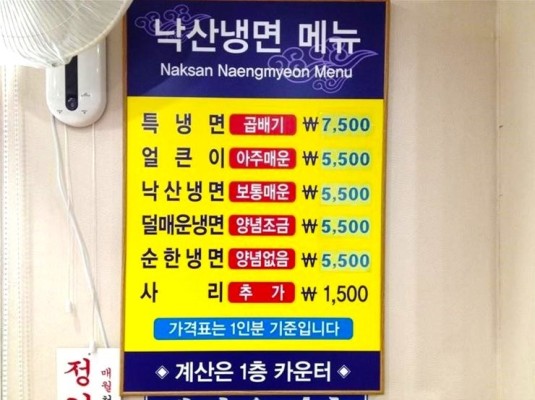 낙산냉면 메뉴
Naksan Naengmyeon Menu
특 냉 면 곱배기 ₩ 7,500
얼 큰 이 아주매운 ₩ 5,500
낙 산 냉 면 보통매운 ₩ 5,500
덜매운냉면 양념조금 ₩ 5,500
순 한 냉 면 양념없음 ₩ 5,500
사 리 추 가 ₩ 1,500
가격표는 1인분 기준입니다
◈ 계산은 1층 카운터 ◈
매월
정